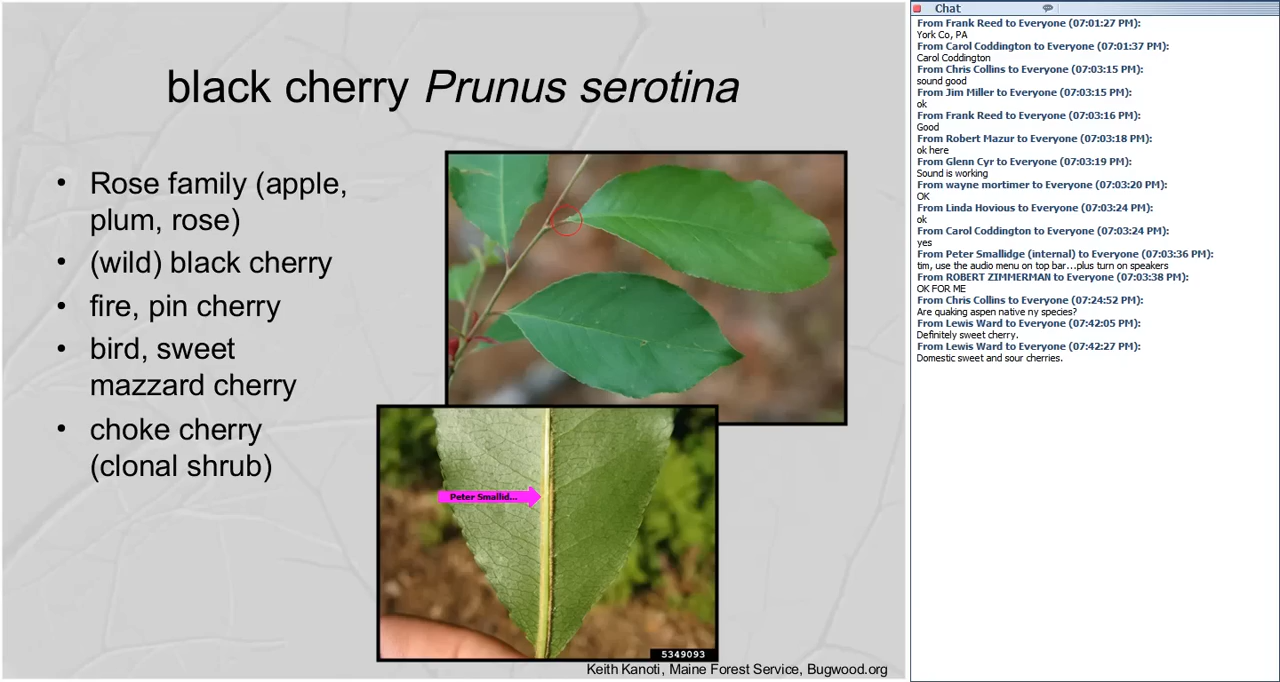 black cherry Prunus serotina
• Rose family (apple,
plum, rose)
• (wild) black cherry
• fire, pin cherry
• bird, sweet
mazzard cherry
• choke cherry
(clonal shrub)
Peter Smallid...
5349093
Keith Kanoti, Maine Forest Service, Bugwood.org
Chat
From Frank Reed to Everyone (07:01:27 PM):
York Co, PA
From Carol Coddington to Everyone (07:01:37 PM):
Carol Coddington
From Chris Collins to Everyone (07:03:15 PM):
sound good
From Jim Miller to Everyone (07:03:15 PM):
ok
From Frank Reed to Everyone (07:03:16 PM):
Good
From Robert Mazur to Everyone (07:03:18 PM):
ok here
From Glenn Cyr to Everyone (07:03:19 PM):
Sound is working
From wayne mortimer to Everyone (07:03:20 PM):
OK
From Linda Hovious to Everyone (07:03:24 PM):
ok
From Carol Coddington to Everyone (07:03:24 PM):
yes
From Peter Smallidge (internal) to Everyone (07:03:36 PM):
tim, use the audio menu on top bar...plus turn on speakers
From ROBERT ZIMMERMAN to Everyone (07:03:38 PM):
OK FOR ME
From Chris Collins to Everyone (07:24:52 PM):
Are quaking aspen native ny species?
From Lewis Ward to Everyone (07:42:05 PM):
Definitely sweet cherry.
From Lewis Ward to Everyone (07:42:27 PM):
Domestic sweet and sour cherries.